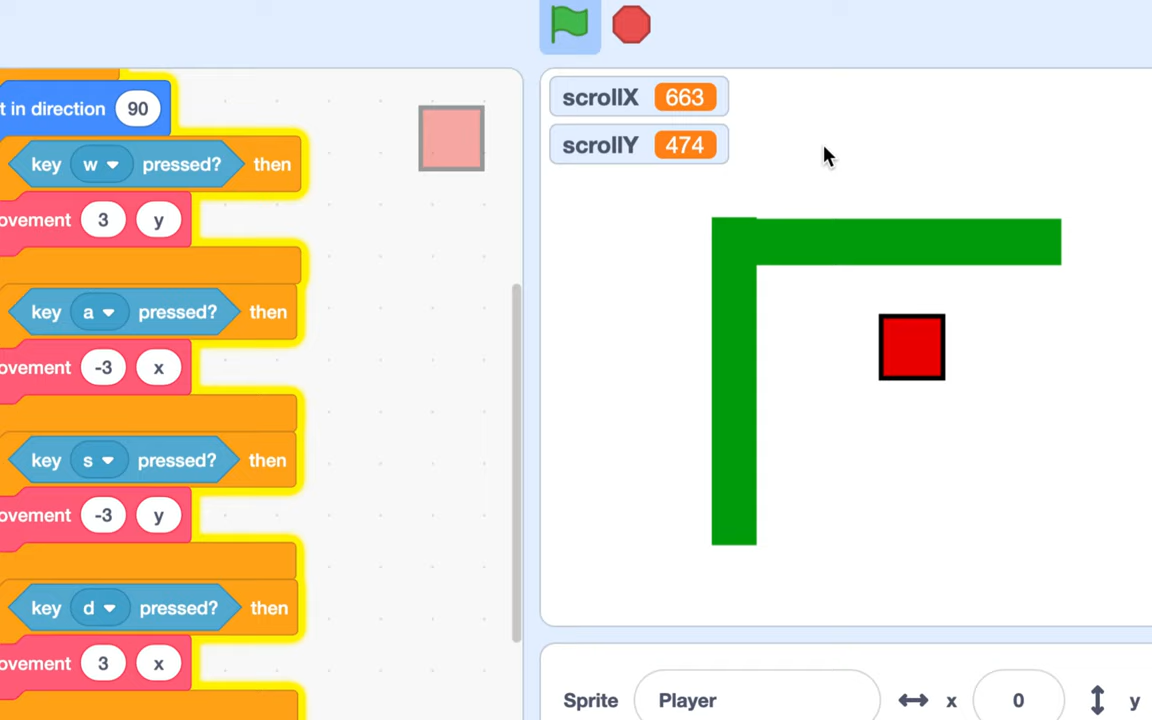 t in direction 90
key w pressed? then
ovement 3 y
key a pressed? then
ovement -3 x
key s pressed? then
ovement -3 y
key d pressed? then
ovement 3 x
scrollX 663
scrollY 474
Sprite Player x 0 y